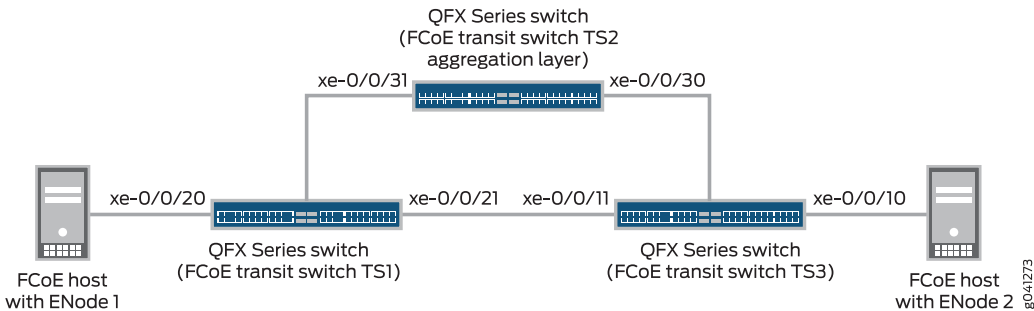 QFX Series switch
(FCoE transit switch TS2
aggregation layer)
xe-0/0/31
xe-0/0/30
xe-0/0/20
xe-0/0/21
xe-0/0/11
xe-0/0/10
QFX Series switch
(FCoE transit switch TS1)
QFX Series switch
(FCoE transit switch TS3)
FCoE host
with ENode 1
FCoE host
with ENode 2
g041273